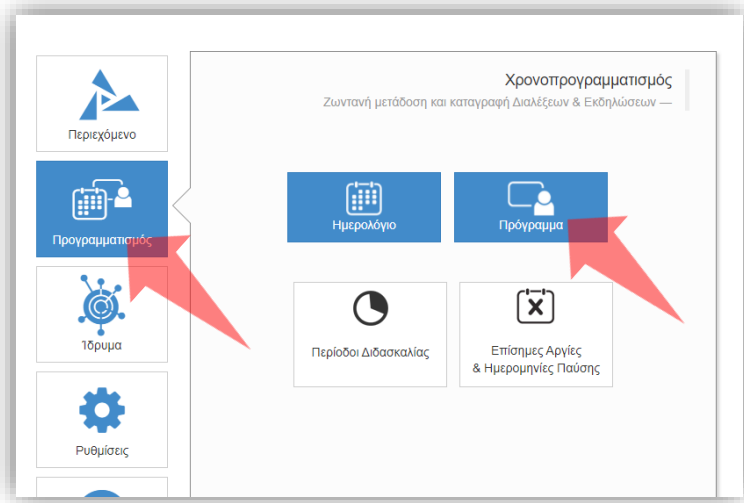 Περιεχόμενο
Προγραμματισμός
Ίδρυμα
Ρυθμίσεις
Χρονοπρογραμματισμός
Ζωντανή μετάδοση και καταγραφή Διαλέξεων & Εκδηλώσεων —
Ημερολόγιο
Πρόγραμμα
Περίοδοι Διδασκαλίας
Επίσημες Αργίες
& Ημερομηνίες Παύσης